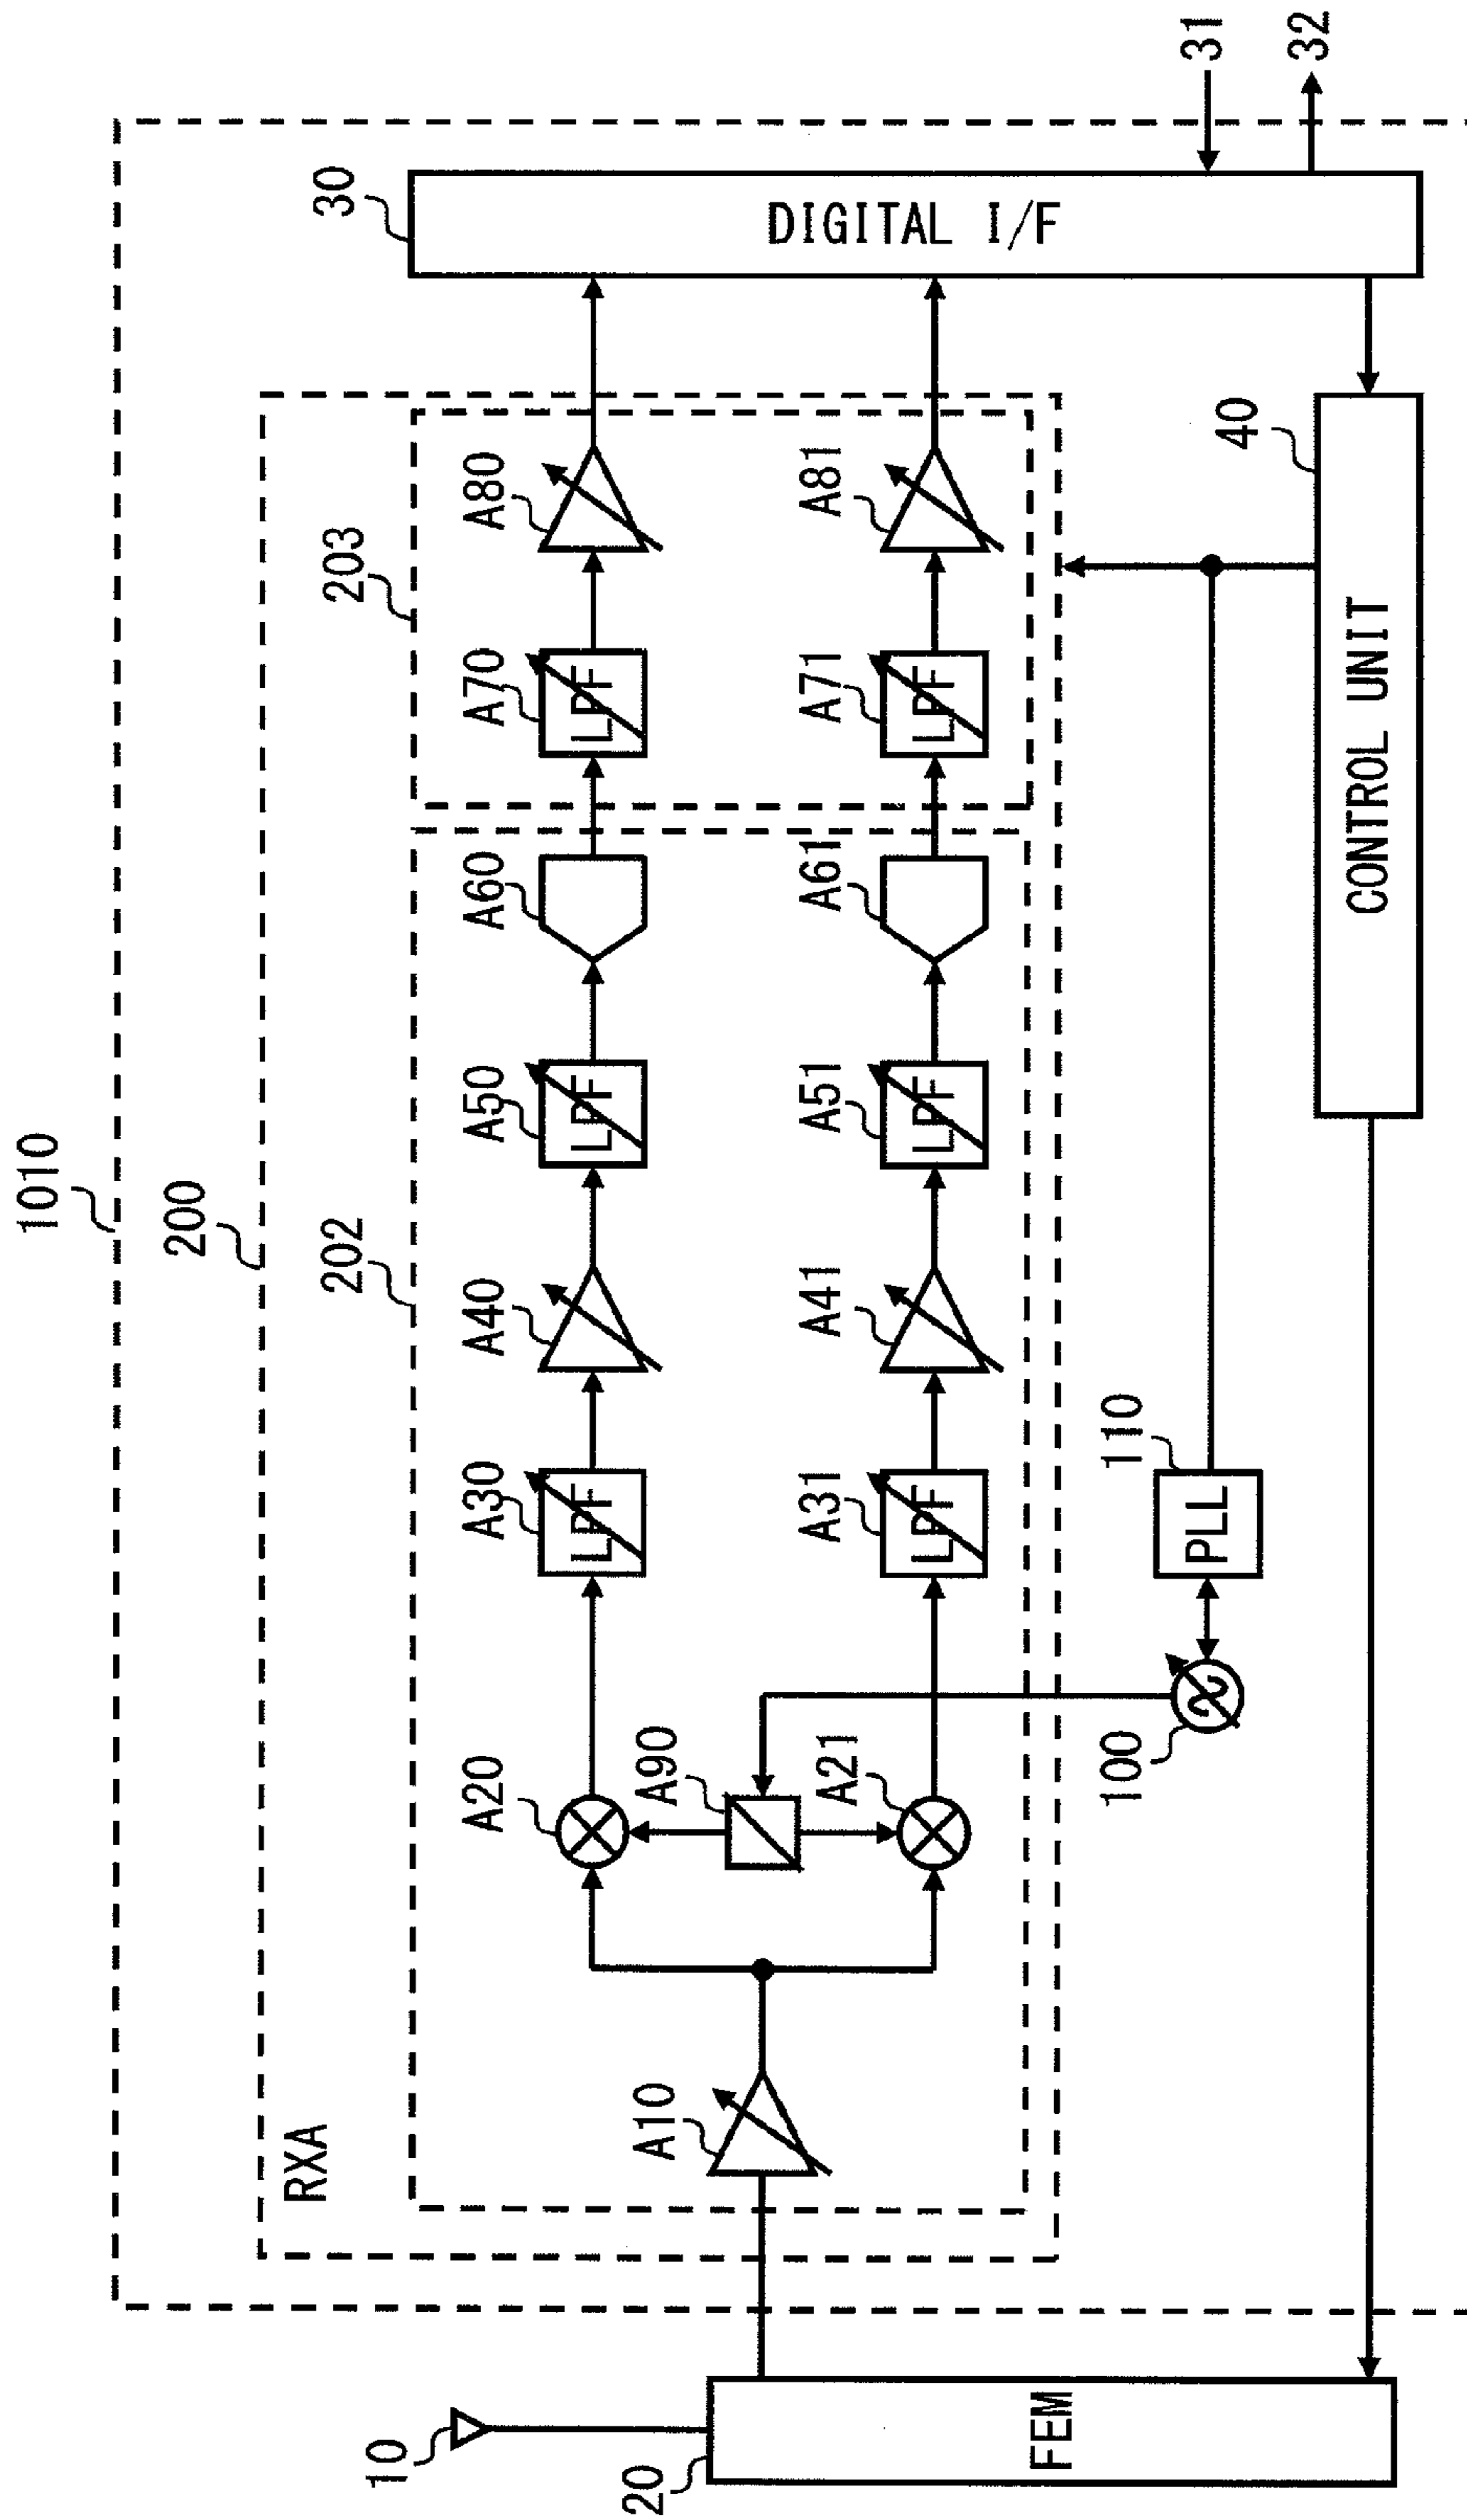 1010
200
RXA
202
203
10
20
FEM
A10
A20
A90
A21
A30
A40
A50
A60
A70
A80
A31
A41
A51
A61
A71
A81
LPF
LPF
LPF
LPF
LPF
LPF
100
110
PLL
30
DIGITAL I/F
31
32
40
CONTROL UNIT